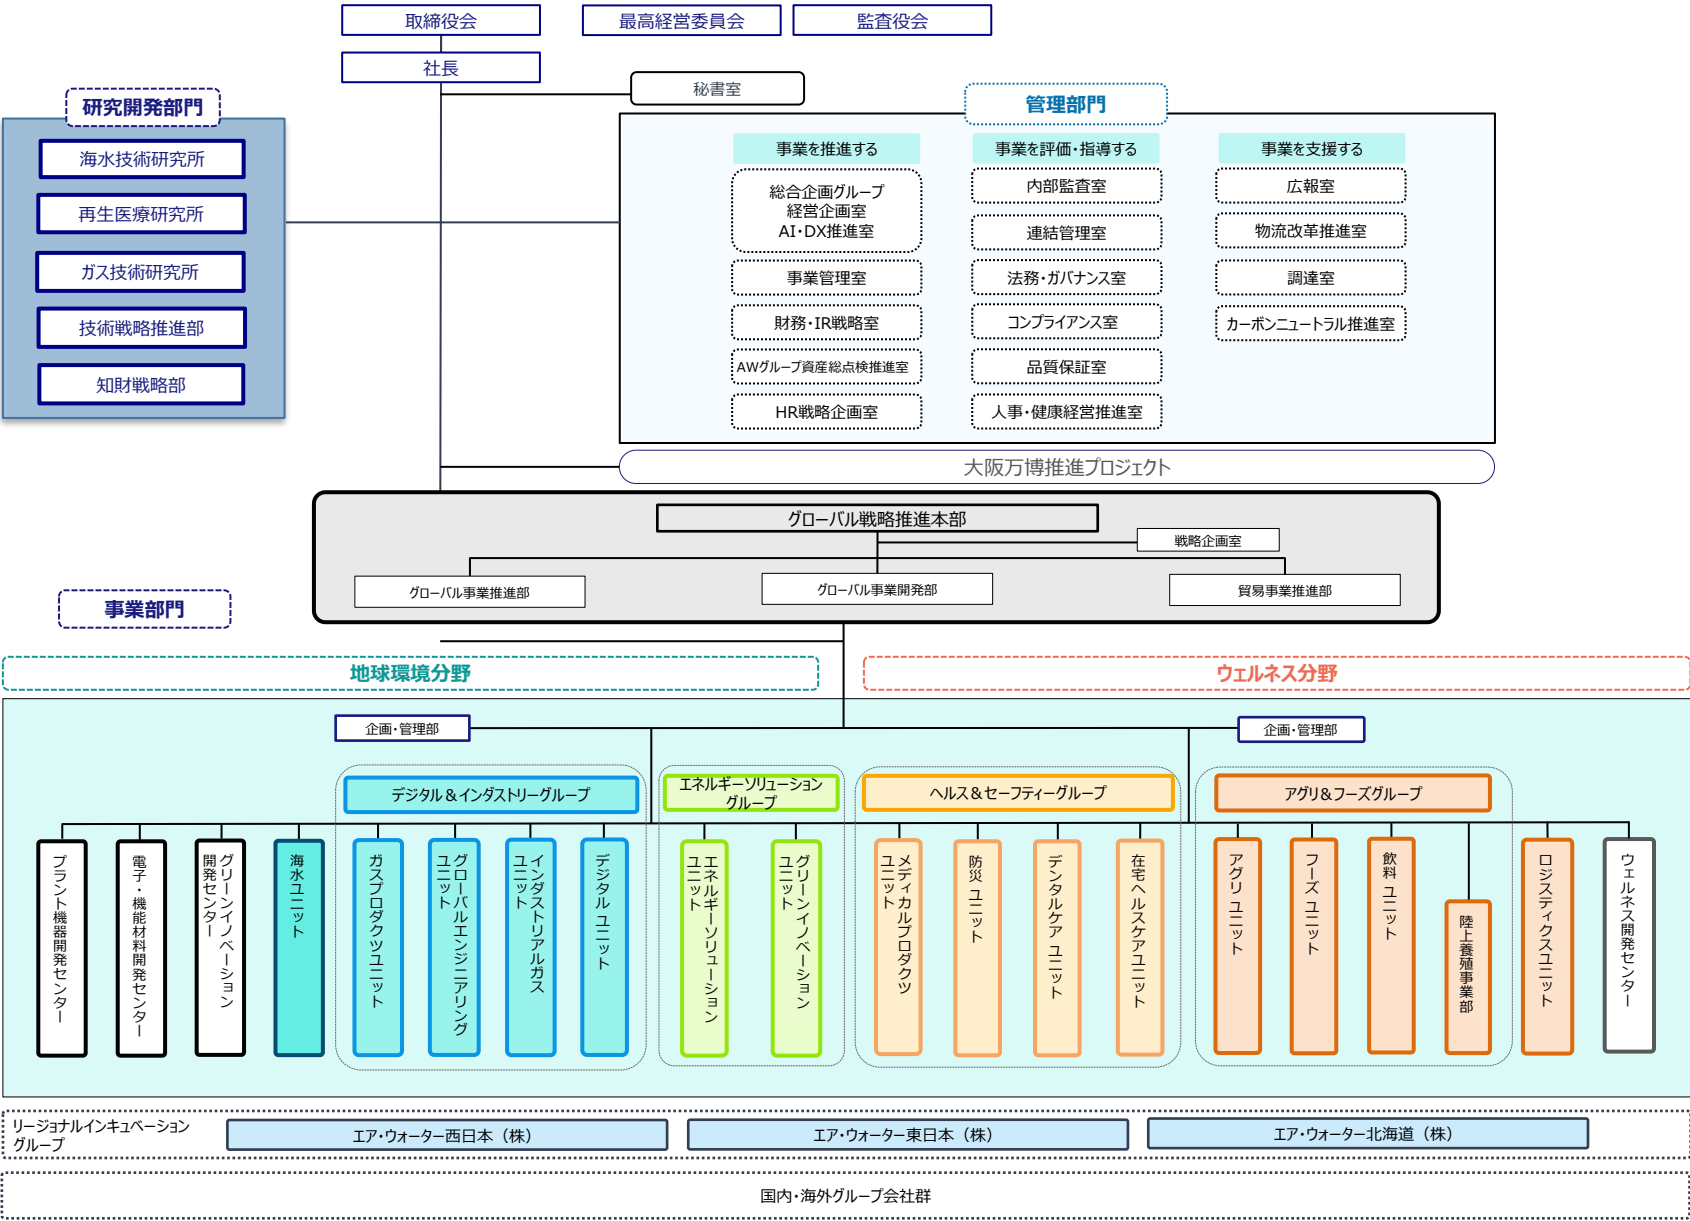 取締役会
最高経営委員会
監査役会
社長
秘書室
研究開発部門
海水技術研究所
再生医療研究所
ガス技術研究所
技術戦略推進部
知財戦略部
管理部門
事業を推進する
総合企画グループ
経営企画室
AI・DX推進室
事業管理室
財務・IR戦略室
AWグループ資産総点検推進室
HR戦略企画室
事業を評価・指導する
内部監査室
連結管理室
法務・ガバナンス室
コンプライアンス室
品質保証室
人事・健康経営推進室
事業を支援する
広報室
物流改革推進室
調達室
カーボンニュートラル推進室
大阪万博推進プロジェクト
グローバル戦略推進本部
戦略企画室
グローバル事業推進部
グローバル事業開発部
貿易事業推進部
事業部門
地球環境分野
ウェルネス分野
企画・管理部
企画・管理部
デジタル＆インダストリーグループ
エネルギーソリューション
グループ
ヘルス＆セーフティーグループ
アグリ＆フーズグループ
プラント機器開発センター
電子・機能材料開発センター
グリーンイノベーション
開発センター
海水ユニット
ガスプロダクツユニット
グローバルエンジニアリング
ユニット
インダストリアルガス
ユニット
デジタル ユニット
エネルギーソリューション
ユニット
グリーンイノベーション
ユニット
メディカルプロダクツ
ユニット
防災 ユニット
デンタルケア ユニット
在宅ヘルスケアユニット
アグリ ユニット
フーズ ユニット
飲料 ユニット
陸上養殖事業部
ロジスティクスユニット
ウェルネス開発センター
リージョナルインキュベーション
グループ
エア・ウォーター西日本（株）
エア・ウォーター東日本（株）
エア・ウォーター北海道（株）
国内・海外グループ会社群